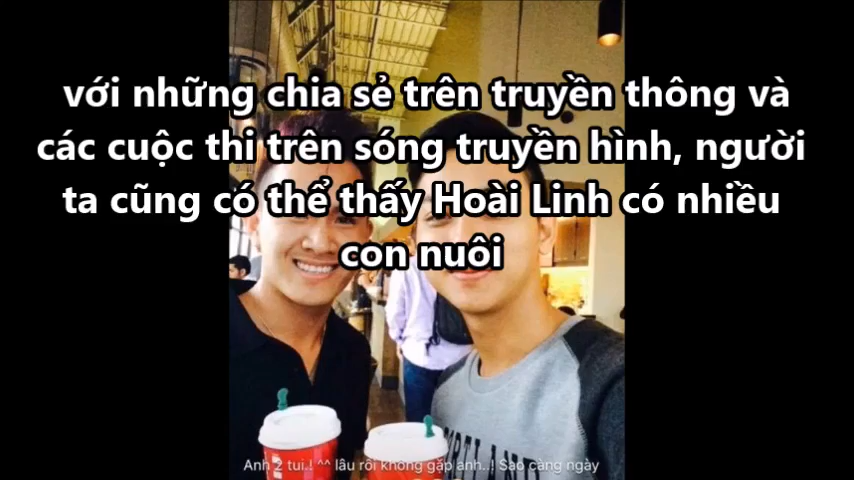 với những chia sẻ trên truyền thông và
các cuộc thi trên sóng truyền hình, người
ta cũng có thể thấy Hoài Linh có nhiều
con nuôi
Anh 2 tui.! ^^ lâu rồi không gặp anh..! Sao càng ngày